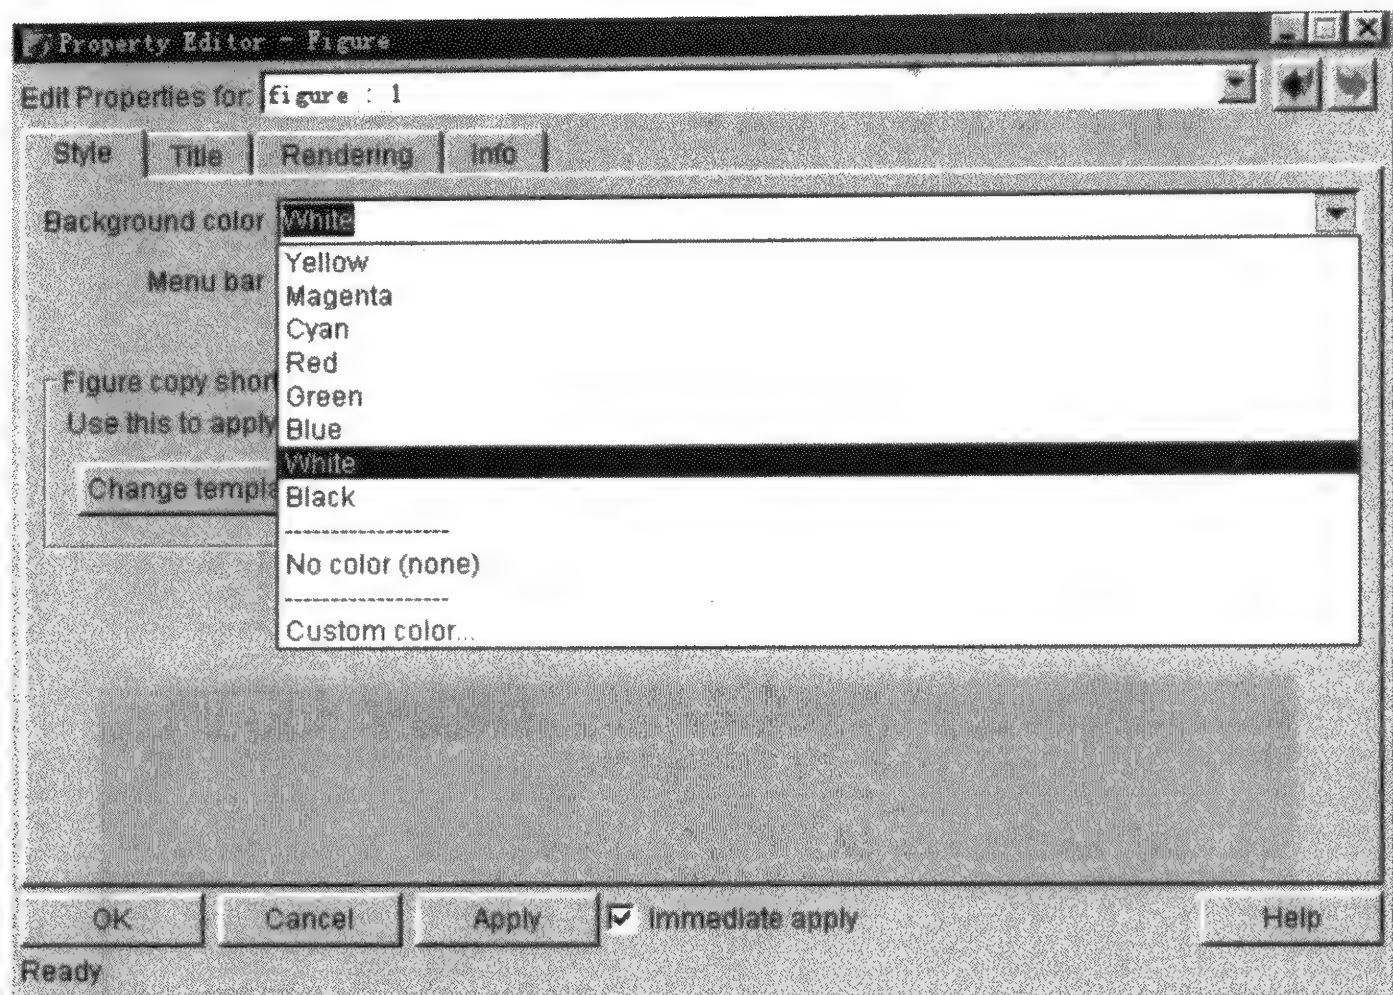 Property Editor - Figure
Edit Properties for: figure : 1
Style Title Rendering Info
Background color White
Yellow
Menu bar
Magenta
Cyan
Red
Figure copy short
Green
Use this to apply
Blue
White
Change templa
Black
-----------------
No color (none)
-----------------
Custom color...
OK Cancel Apply Immediate apply Help
Ready